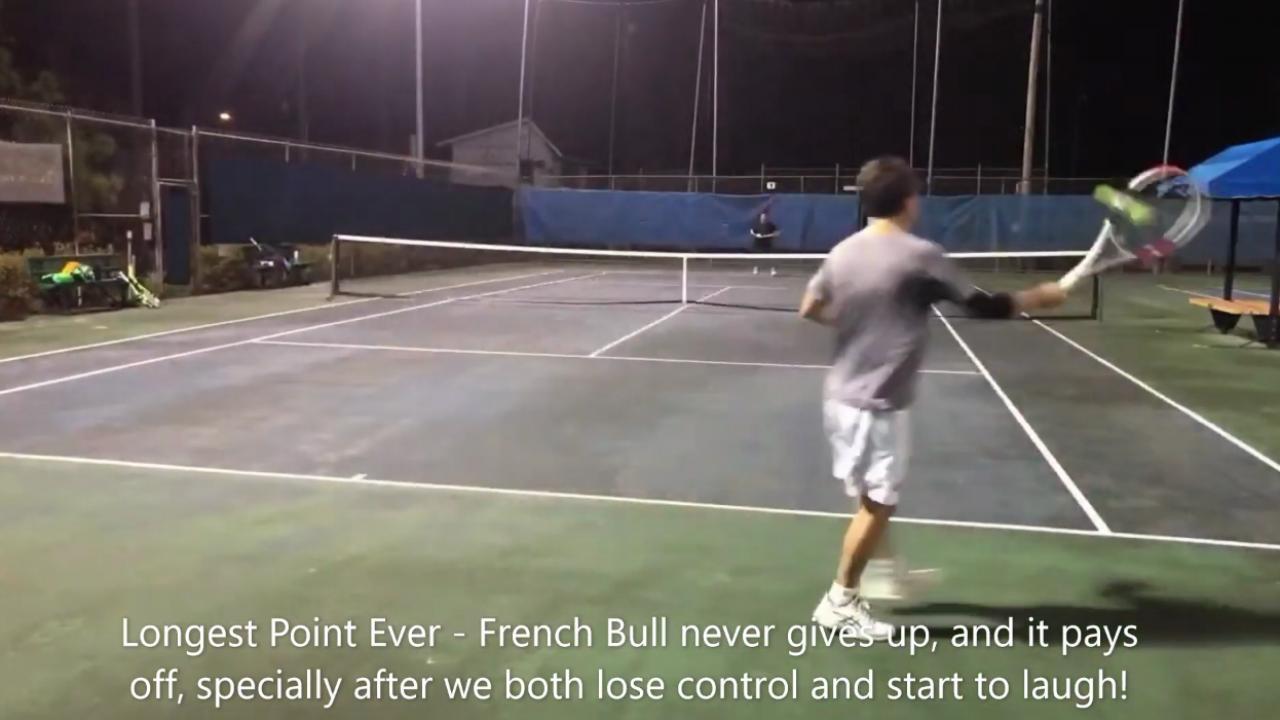 Longest Point Ever - French Bull never gives up, and it pays
off, specially after we both lose control and start to laugh!